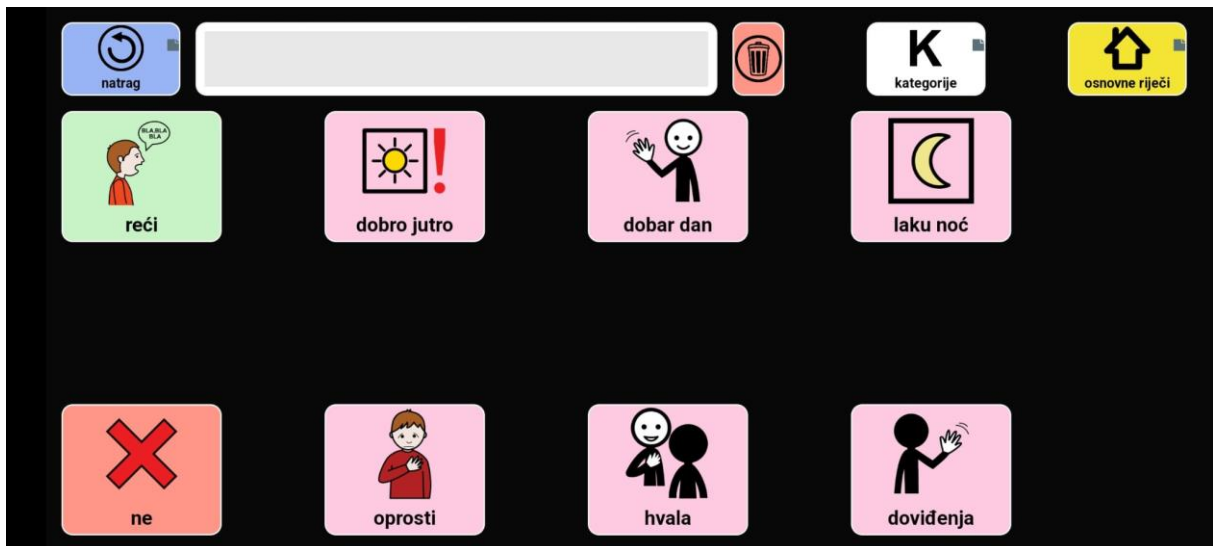 natrag
K
kategorije
osnovne riječi
BLA,BLA
BLA
reći
dobro jutro
dobar dan
laku noć
ne
oprosti
hvala
doviđenja